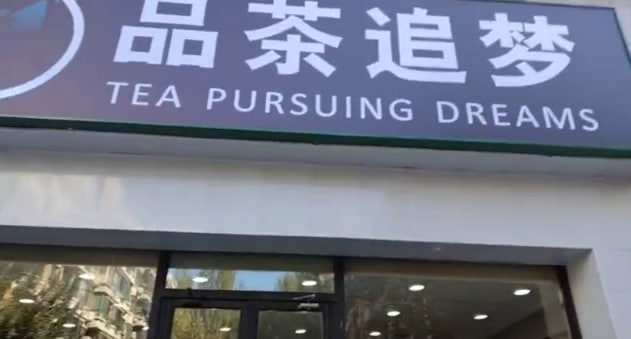 品茶追梦
TEA PURSUING DREAMS